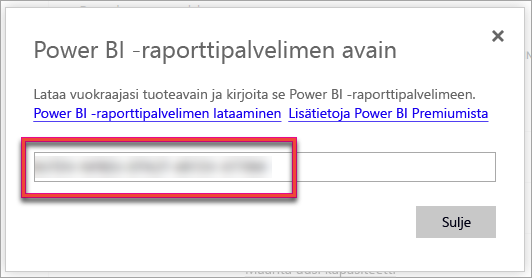 Power BI -raporttipalvelimen avain
Lataa vuokraajasi tuoteavain ja kirjoita se Power BI -raporttipalvelimeen.
Power BI -raporttipalvelimen lataaminen Lisätietoja Power BI Premiumista
Sulje